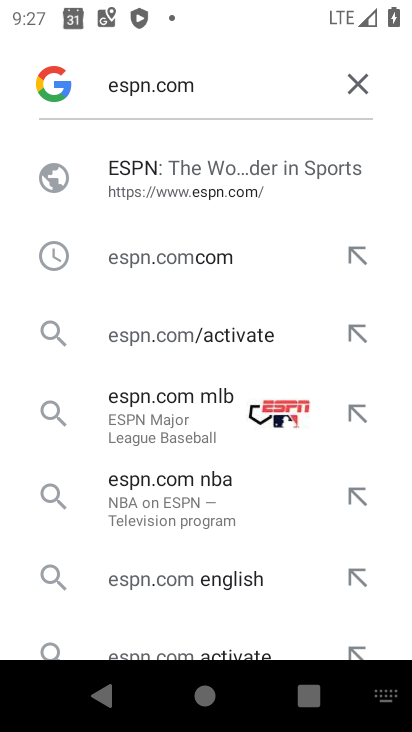 9:27 31 LTE
espn.com
ESPN: The Wo...der in Sports
https://www.espn.com/
espn.comcom
espn.com/activate
espn.com mlb
ESPN Major
League Baseball
ESPN
espn.com nba
NBA on ESPN —
Television program
espn.com english
espn.com activate